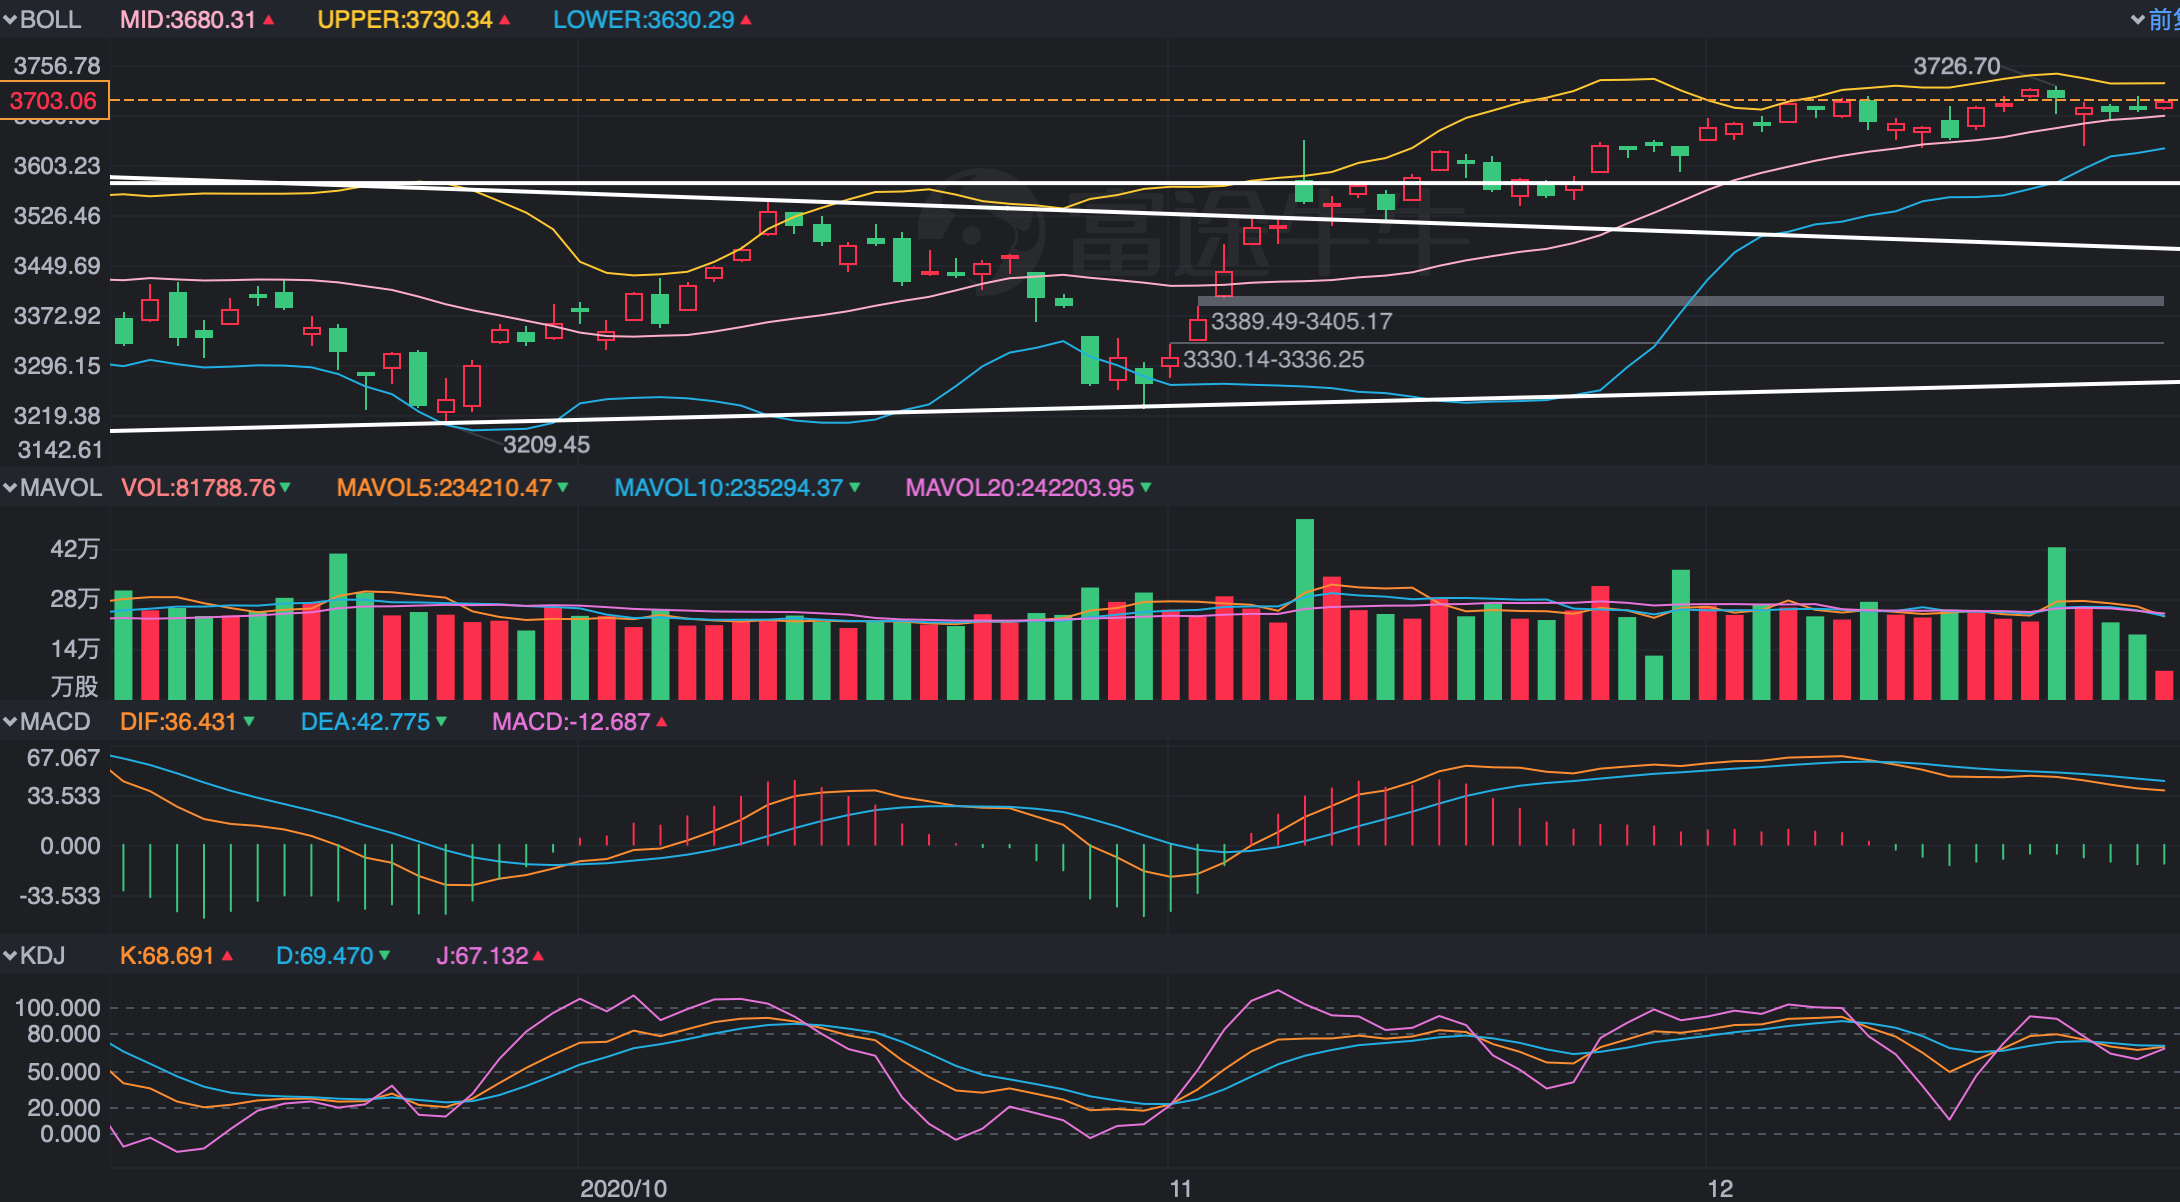 BOLL MID:3680.31 UPPER:3730.34 LOWER:3630.29 前
3756.78
3726.70
3703.06
3603.23
3526.46
富途牛牛
3449.69
3372.92
3389.49-3405.17
3296.15
3330.14-3336.25
3219.38
3209.45
3142.61
MAVOL VOL:81788.76 MAVOL5:234210.47 MAVOL10:235294.37 MAVOL20:242203.95
42万
28万
14万
万股
MACD DIF:36.431 DEA:42.775 MACD:-12.687
67.067
33.533
0.000
-33.533
KDJ K:68.691 D:69.470 J:67.132
100.000
80.000
50.000
20.000
0.000
2020/10 11 12